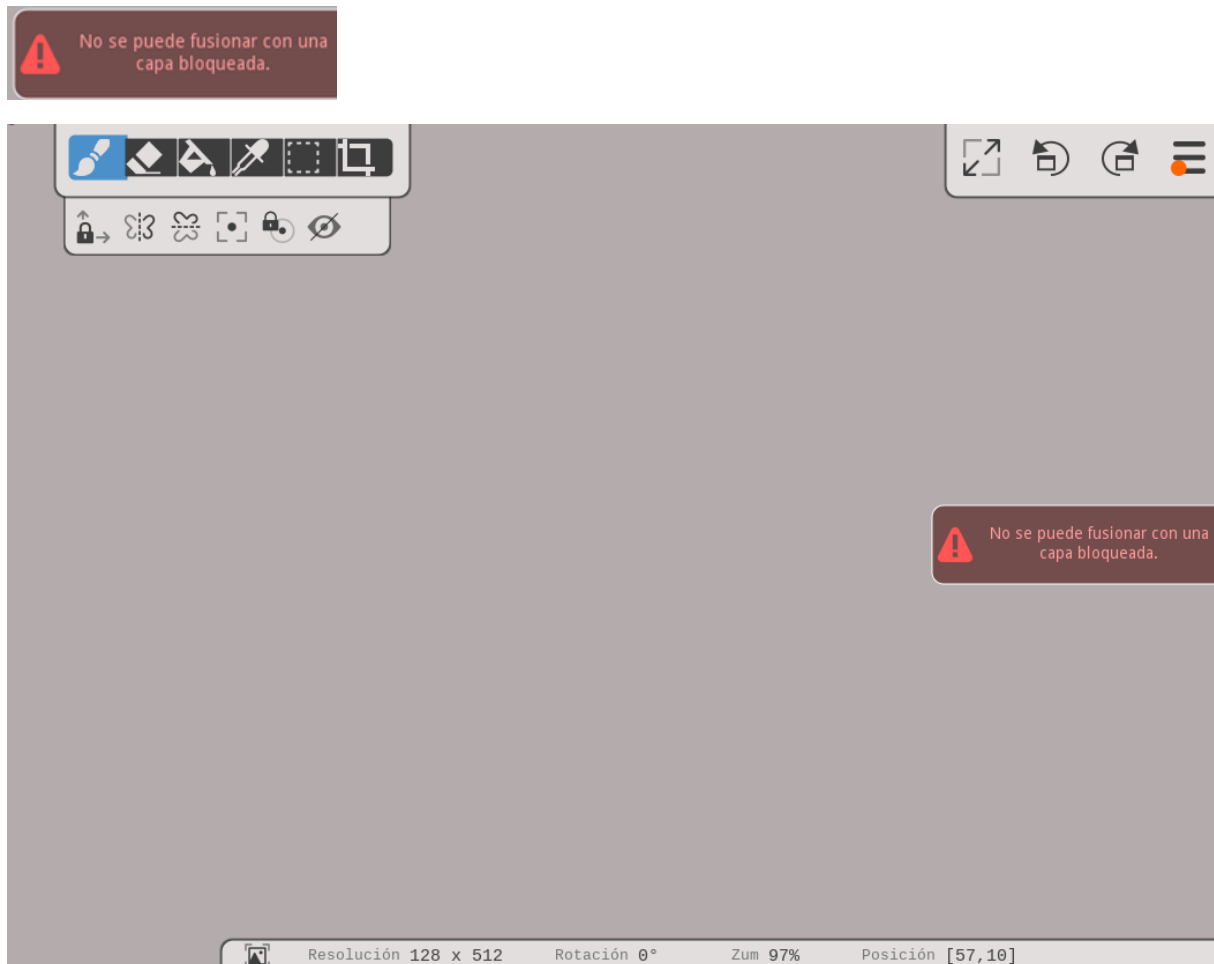 No se puede fusionar con una
capa bloqueada.
No se puede fusionar con una
capa bloqueada.
Resolución 128 x 512 Rotación 0° Zum 97% Posición [57,10]